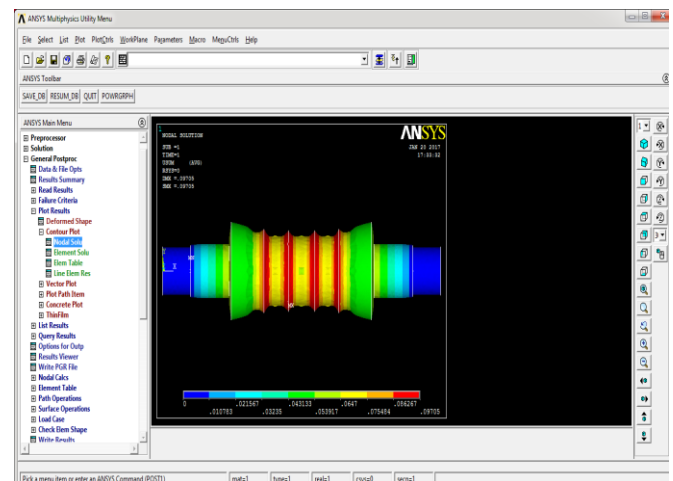 ANSYS Multiphysics Utility Menu
File Select List Plot PlotCtrls WorkPlane Parameters Macro MenuCtrls Help
ANSYS Toolbar
SAVE_DB RESUM_DB QUIT POWRGRPH
ANSYS Main Menu
Preprocessor
Solution
General Postproc
Data & File Opts
Results Summary
Read Results
Failure Criteria
Plot Results
Deformed Shape
Contour Plot
Nodal Solu
Element Solu
Elem Table
Line Elem Res
Vector Plot
Plot Path Item
Concrete Plot
ThinFilm
List Results
Query Results
Options for Outp
Results Viewer
Write PGR File
Nodal Calcs
Element Table
Path Operations
Surface Operations
Load Case
Check Elem Shape
Write Results
1
NODAL SOLUTION
SUB =1
TIME=1
USUM (AVG)
RSYS=0
DMX =.09705
SMX =.09705
ANSYS
JAN 20 2017
Y
X
MN
MX
0 .021567 .043133 .0647 .086267
.010783 .03235 .053917 .075484 .09705
1
3
Pick a menu item or enter an ANSYS Command (POST1) mat=1 type=1 real=1 csys=0 secn=1